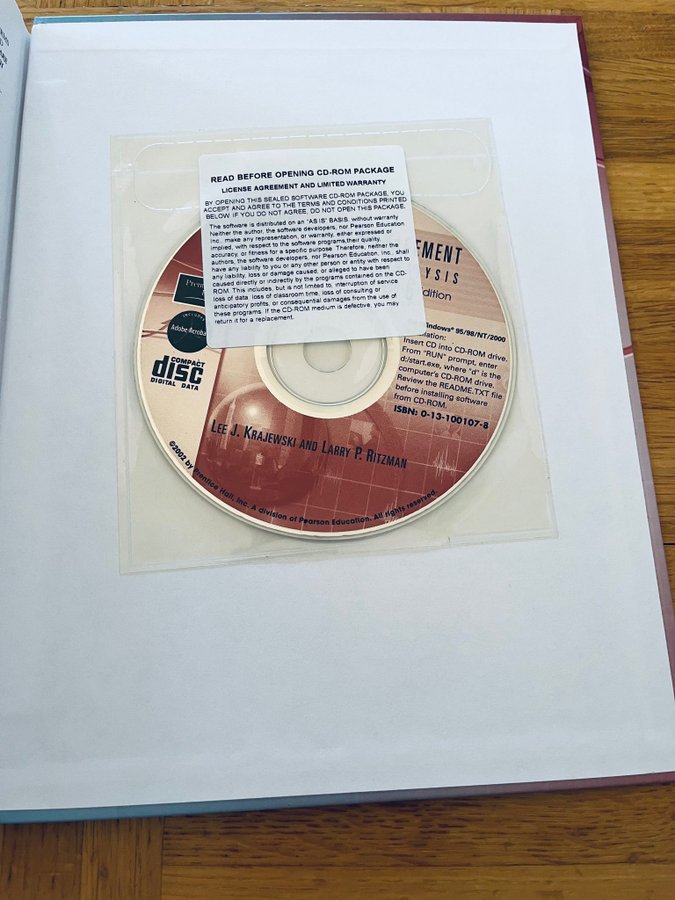 READ BEFORE OPENING CD-ROM PACKAGE
LICENSE AGREEMENT AND LIMITED WARRANTY
BY OPENING THIS SEALED SOFTWARE CD-ROM PACKAGE, YOU
ACCEPT AND AGREE TO THE TERMS AND CONDITIONS PRINTED
BELOW. IF YOU DO NOT AGREE, DO NOT OPEN THIS PACKAGE.
The software is distributed on an "AS IS" BASIS, without warranty
Neither the author, the software developers, nor Pearson Education
Inc., make any representation, or warranty, either expressed or
implied, with respect to the software programs,their quality,
accuracy, or fitness for a specific purpose. Therefore, neither the
authors, the software developers, nor Pearson Education, Inc., shall
have any liability to you or any other person or entity with respect to
any liability, loss or damage caused, or alleged to have been
caused directly or indirectly by the programs contained on the CD-
ROM. This includes, but is not limited to, interruption of service
loss of data, loss of classroom time, loss of consulting or
anticipatory profits, or consequential damages from the use of
these programs. If the CD-ROM medium is defective, you may
return it for a replacement.
EMENT
YSIS
dition
Pren
Adobe Acroba
COMPACT
disc
DIGITAL DATA
indows® 95/98/NT/2000
llation:
Insert CD into CD-ROM drive.
From "RUN" prompt, enter
d:/start.exe, where "d" is the
computer's CD-ROM drive.
Review the README.TXT file
before installing software
from CD-ROM.
ISBN: 0-13-100107-8
LEE J. KRAJEWSKI AND LARRY P. RITZMAN
©2002 by Prentice Hall, Inc. A division of Pearson Education. All rights reserved.